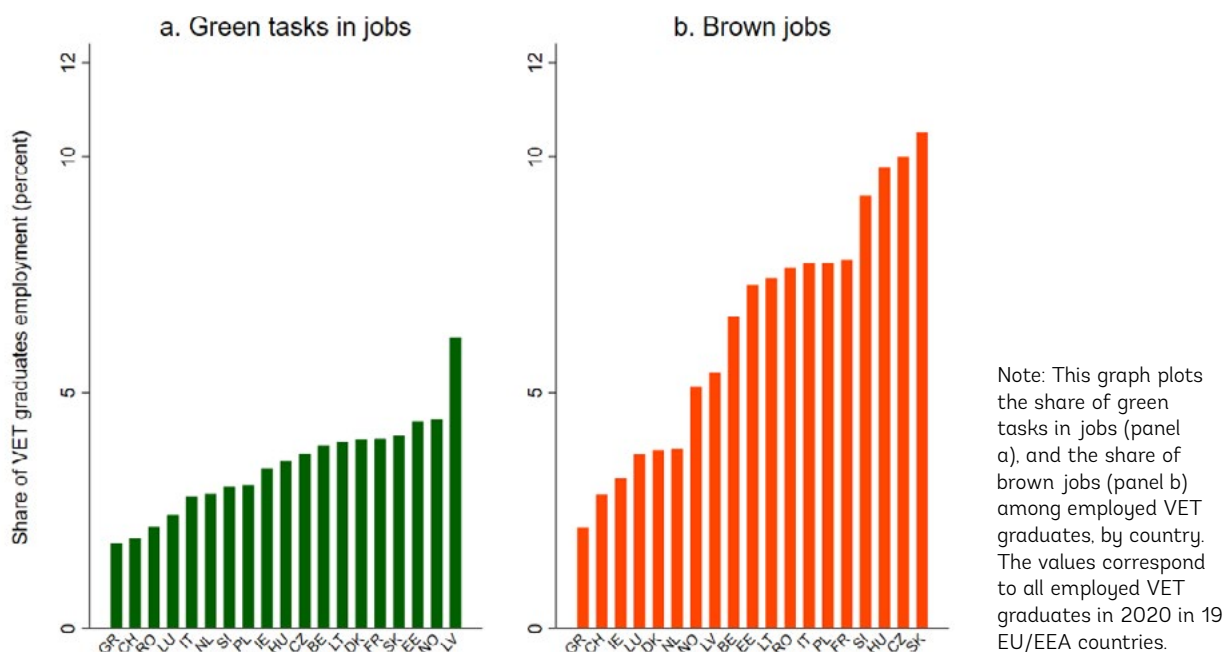 a. Green tasks in jobs
Share of VET graduates employment (percent)
12
10
5
0
GR CH RO LU IT NL SI PL IE HU CZ BE LT DK FR SK EE NO LV
b. Brown jobs
12
10
5
0
GR CH IE LU DK NL NO LV BE EE LT RO IT PL FR SI HU CZ SK
Note: This graph plots
the share of green
tasks in jobs (panel
a), and the share of
brown jobs (panel b)
among employed VET
graduates, by country.
The values correspond
to all employed VET
graduates in 2020 in 19
EU/EEA countries.